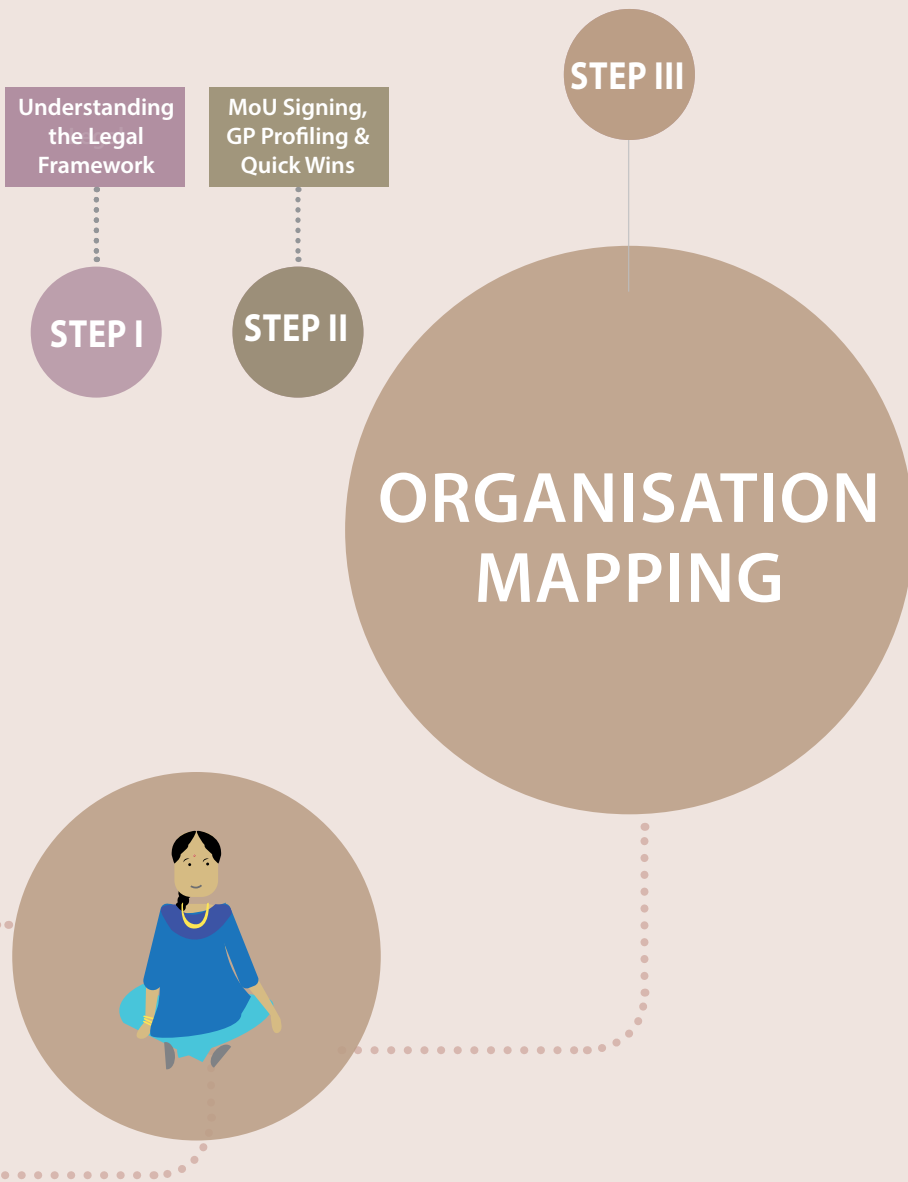 STEP III
Understanding
the Legal
Framework
MoU Signing,
GP Profiling &
Quick Wins
STEP I
STEP II
ORGANISATION
MAPPING